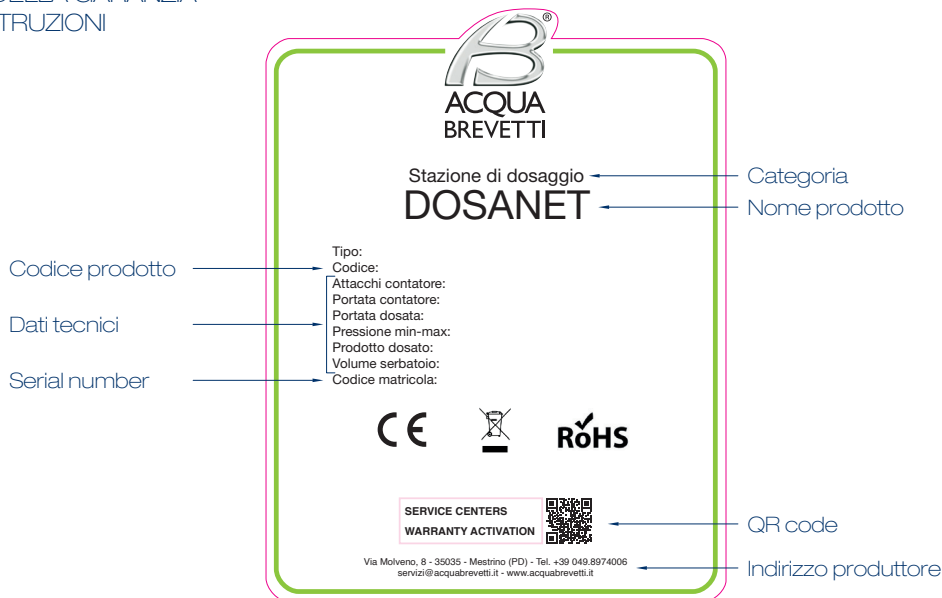 TRUZIONI
®
ACQUA
BREVETTI
Stazione di dosaggio
Categoria
DOSANET
Nome prodotto
Tipo:
Codice prodotto
Codice:
Attacchi contatore:
Portata contatore:
Dati tecnici
Portata dosata:
Pressione min-max:
Prodotto dosato:
Volume serbatoio:
Serial number
Codice matricola:
CE
RoHS
SERVICE CENTERS
WARRANTY ACTIVATION
QR code
Via Molveno, 8 - 35035 - Mestrino (PD) - Tel. +39 049.8974006
servizi@acquabrevetti.it - www.acquabrevetti.it
Indirizzo produttore